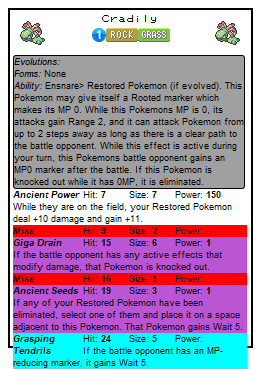 Cradily
1 ROCK GRASS
Evolutions:
Forms: None
Ability: Ensnare> Restored Pokemon (if evolved). This
Pokemon may give itself a Rooted marker which
makes its MP 0. While this Pokemons MP is 0, its
attacks gain Range 2, and it can attack Pokemon from
up to 2 steps away as long as there is a clear path to
the battle opponent. While this effect is active during
your turn, this Pokemons battle opponent gains an
MP0 marker after the battle. If this Pokemon is
knocked out while it has 0MP, it is eliminated.
Ancient Power Hit: 7 Size: 7 Power: 150
While they are on the field, your Restored Pokemon
deal +10 damage and gain +11.
Miss Hit: 9 Size: 2 Power:
Giga Drain Hit: 15 Size: 6 Power: 1
If the battle opponent has any active effects that
modify damage, that Pokemon is knocked out.
Miss Hit: 16 Size: 1 Power:
Ancient Seeds Hit: 19 Size: 3 Power: 1
If any of your Restored Pokemon have been
eliminated, select one of them and place it on a space
adjacent to this Pokemon. That Pokemon gains Wait 5.
Grasping Hit: 24 Size: 5 Power:
Tendrils If the battle opponent has an MP-
reducing marker, it gains Wait 5.